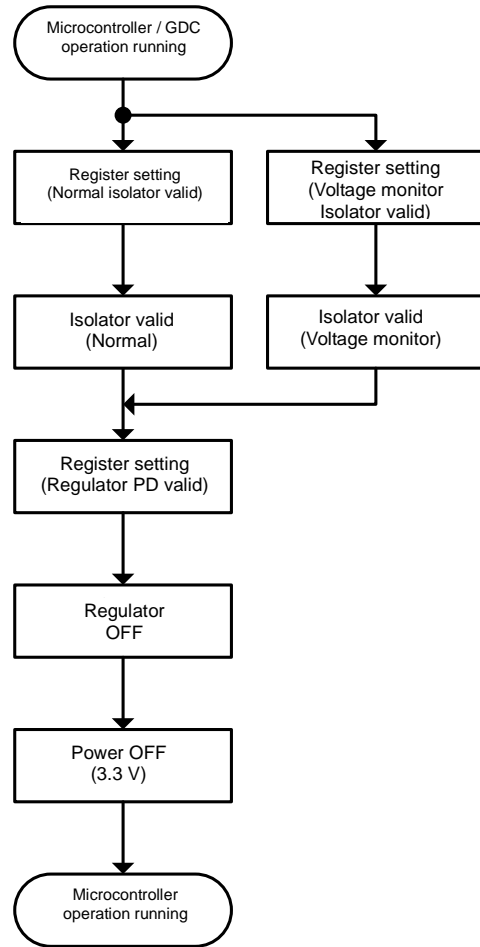 Microcontroller / GDC
operation running
Register setting
(Normal isolator valid)
Register setting
(Voltage monitor
Isolator valid)
Isolator valid
(Normal)
Isolator valid
(Voltage monitor)
Register setting
(Regulator PD valid)
Regulator
OFF
Power OFF
(3.3 V)
Microcontroller
operation running